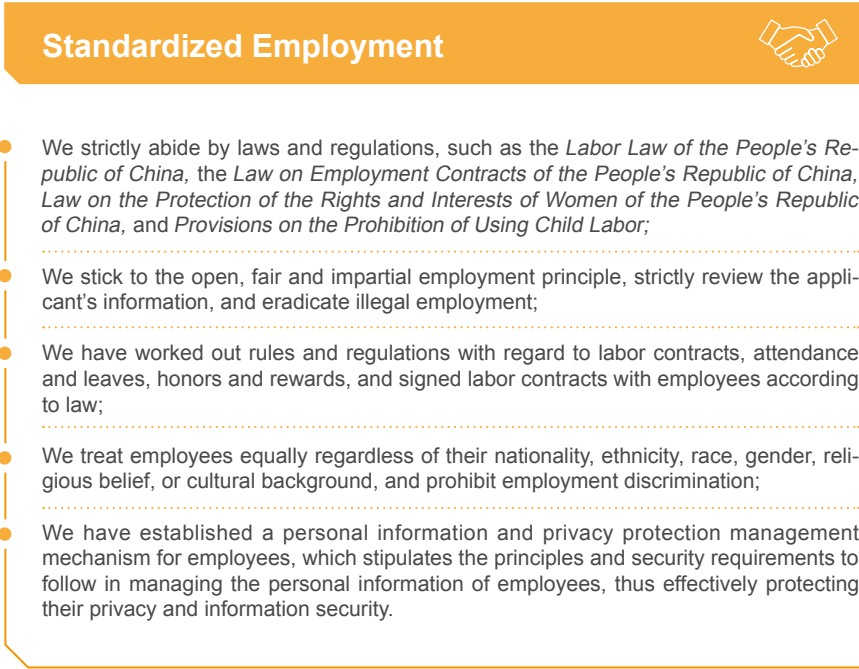 Standardized Employment
We strictly abide by laws and regulations, such as the Labor Law of the People’s Re-
public of China, the Law on Employment Contracts of the People’s Republic of China,
Law on the Protection of the Rights and Interests of Women of the People’s Republic
of China, and Provisions on the Prohibition of Using Child Labor;
We stick to the open, fair and impartial employment principle, strictly review the appli-
cant’s information, and eradicate illegal employment;
We have worked out rules and regulations with regard to labor contracts, attendance
and leaves, honors and rewards, and signed labor contracts with employees according
to law;
We treat employees equally regardless of their nationality, ethnicity, race, gender, reli-
gious belief, or cultural background, and prohibit employment discrimination;
We have established a personal information and privacy protection management
mechanism for employees, which stipulates the principles and security requirements to
follow in managing the personal information of employees, thus effectively protecting
their privacy and information security.